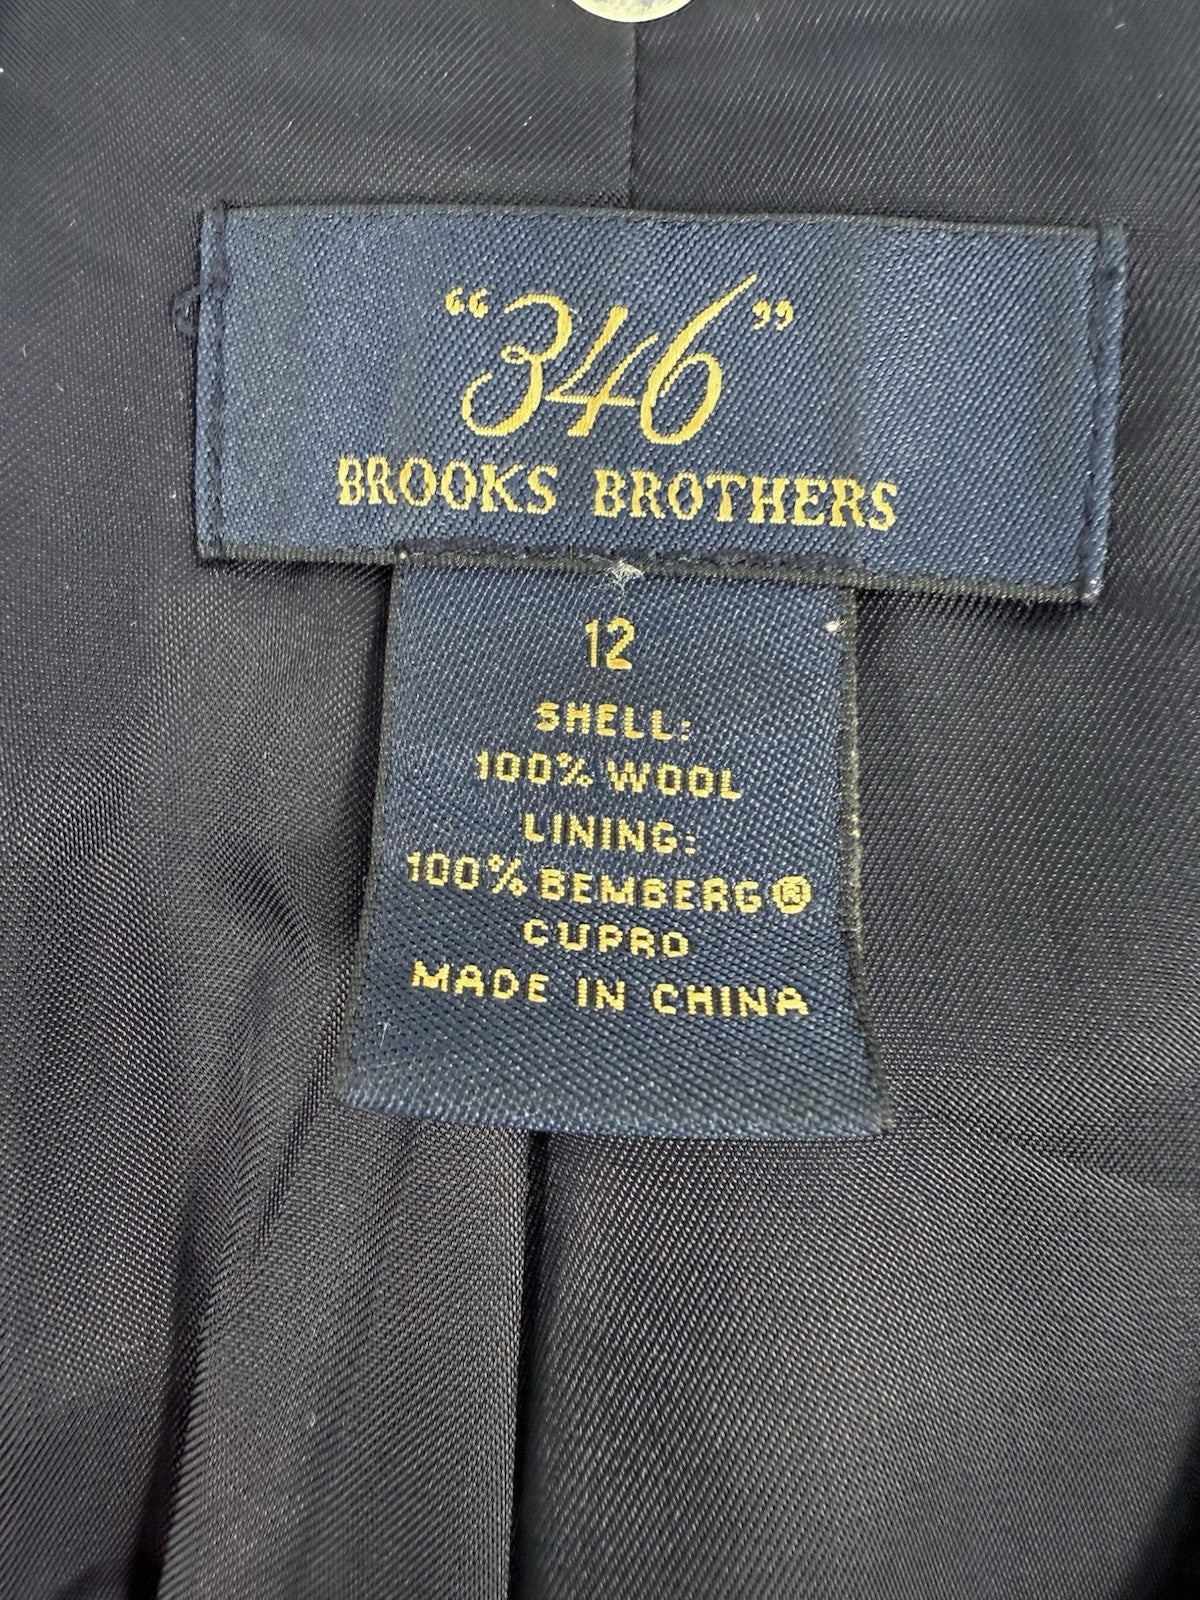 “346”
BROOKS BROTHERS
12
SHELL:
100% WOOL
LINING:
100% BEMBERG®
CUPRO
MADE IN CHINA